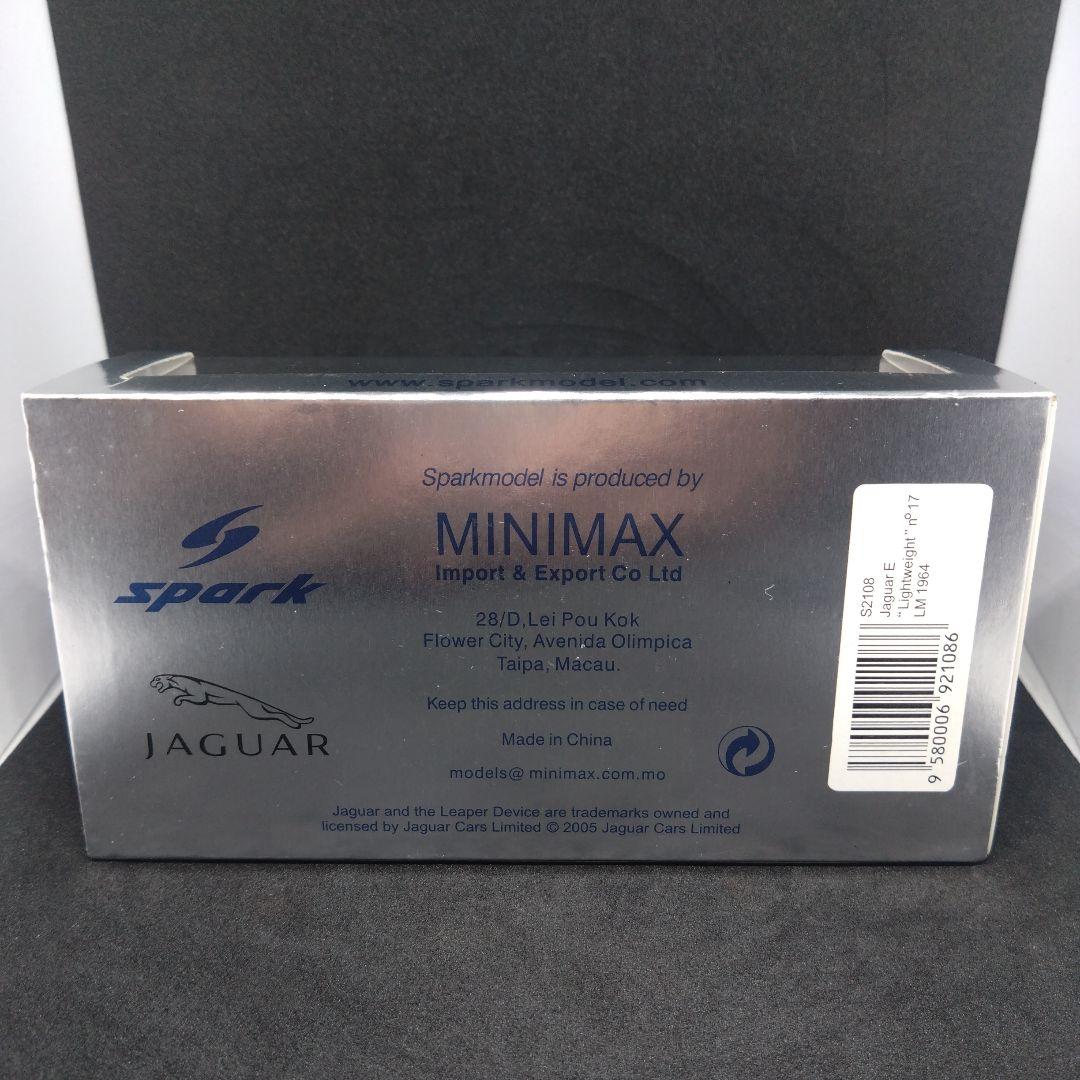 www.sparkmodel.com
Sparkmodel is produced by
MINIMAX
Import & Export Co Ltd
28/D,Lei Pou Kok
Flower City, Avenida Olimpica
Taipa, Macau.
Keep this address in case of need
Made in China
models@ minimax.com.mo
Jaguar and the Leaper Device are trademarks owned and
licensed by Jaguar Cars Limited © 2005 Jaguar Cars Limited
spark
JAGUAR
S2108
Jaguar E
“ Lightweight ” nº 17
LM 1964
9 580006 921086